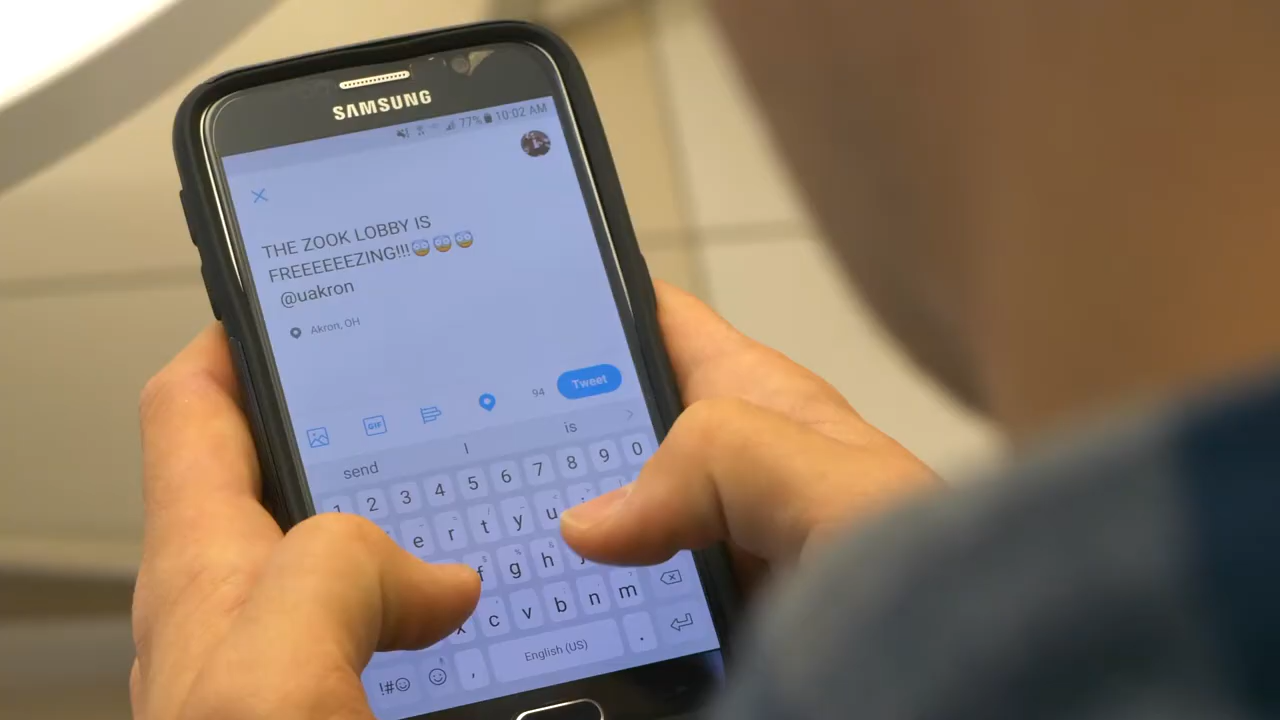 SAMSUNG
77% 10:02 AM
THE ZOOK LOBBY IS
FREEEEEEZING!!!😨😨😨
@uakron
Akron, OH
94 Tweet
GIF
send I is
1 2 3 4 5 6 7 8 9 0
e r t y u
f g h j
x c v b n m
!#☺ , English (US) .